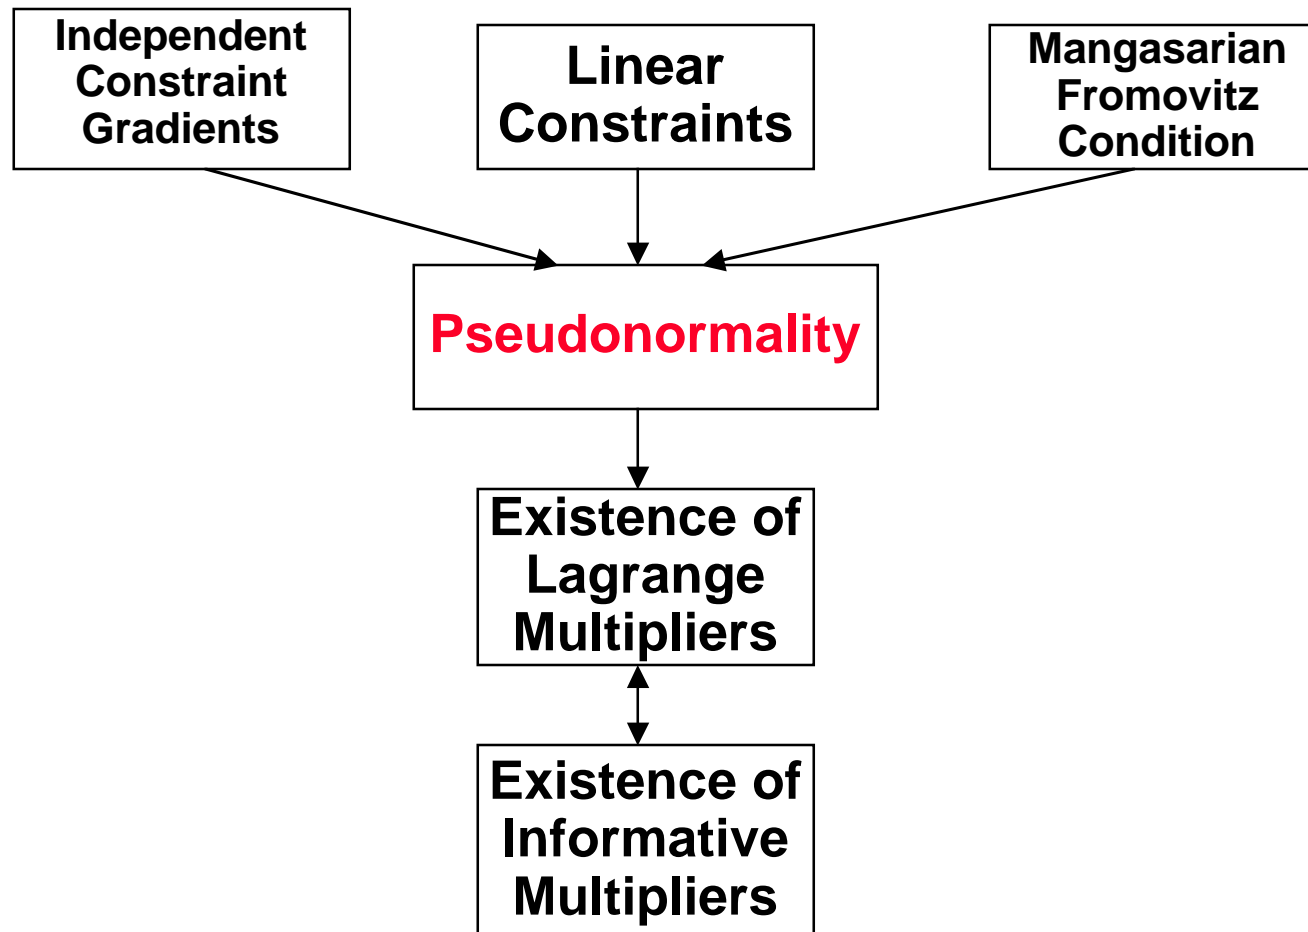 Independent
Constraint
Gradients
Linear
Constraints
Mangasarian
Fromovitz
Condition
Pseudonormality
Existence of
Lagrange
Multipliers
Existence of
Informative
Multipliers